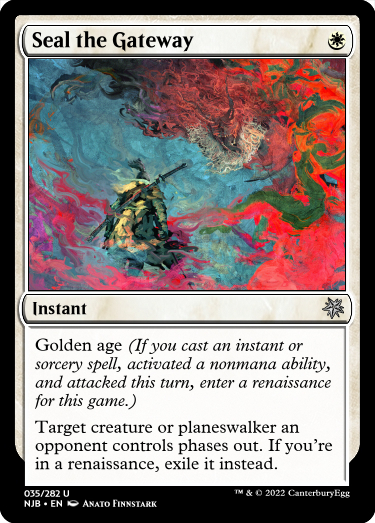 Seal the Gateway
Instant
Golden age (If you cast an instant or
sorcery spell, activated a nonmana ability,
and attacked this turn, enter a renaissance
for this game.)
Target creature or planeswalker an
opponent controls phases out. If you're
in a renaissance, exile it instead.
035/282 U
NJB • EN Anato Finnstark
™ & © 2022 CanterburyEgg